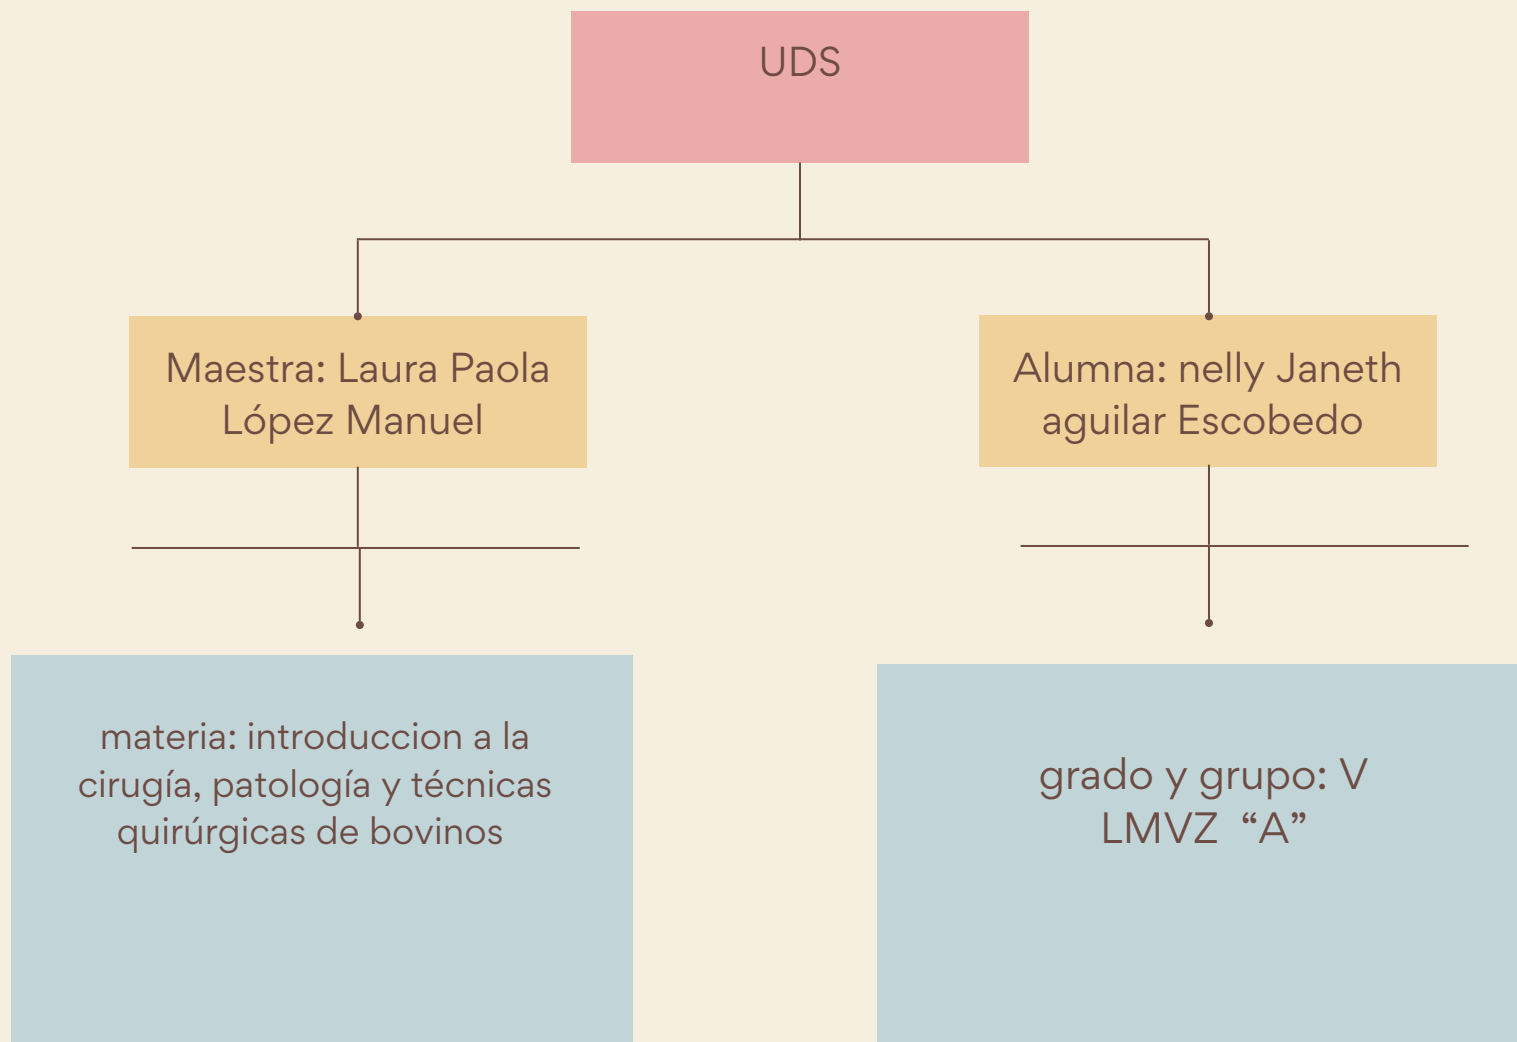 UDS
Maestra: Laura Paola
López Manuel
Alumna: nelly Janeth
aguilar Escobedo
materia: introduccion a la
cirugía, patología y técnicas
quirúrgicas de bovinos
grado y grupo: V
LMVZ “A”